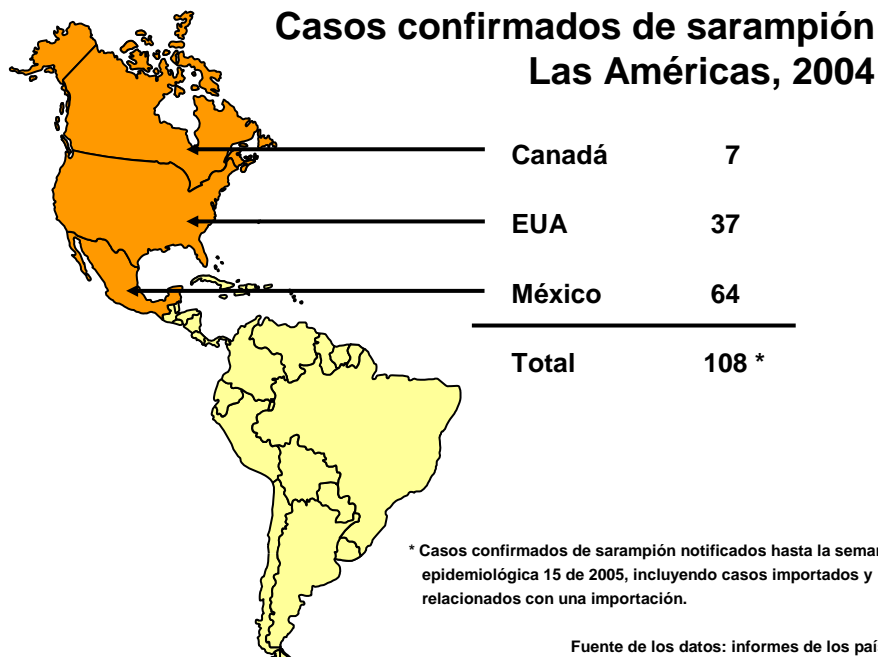 Casos confirmados de sarampión
Las Américas, 2004
Canadá 7
EUA 37
México 64
Total 108 *
* Casos confirmados de sarampión notificados hasta la
epidemiológica 15 de 2005, incluyendo casos importados y
relacionados con una importación.
Fuente de los datos: informes de los